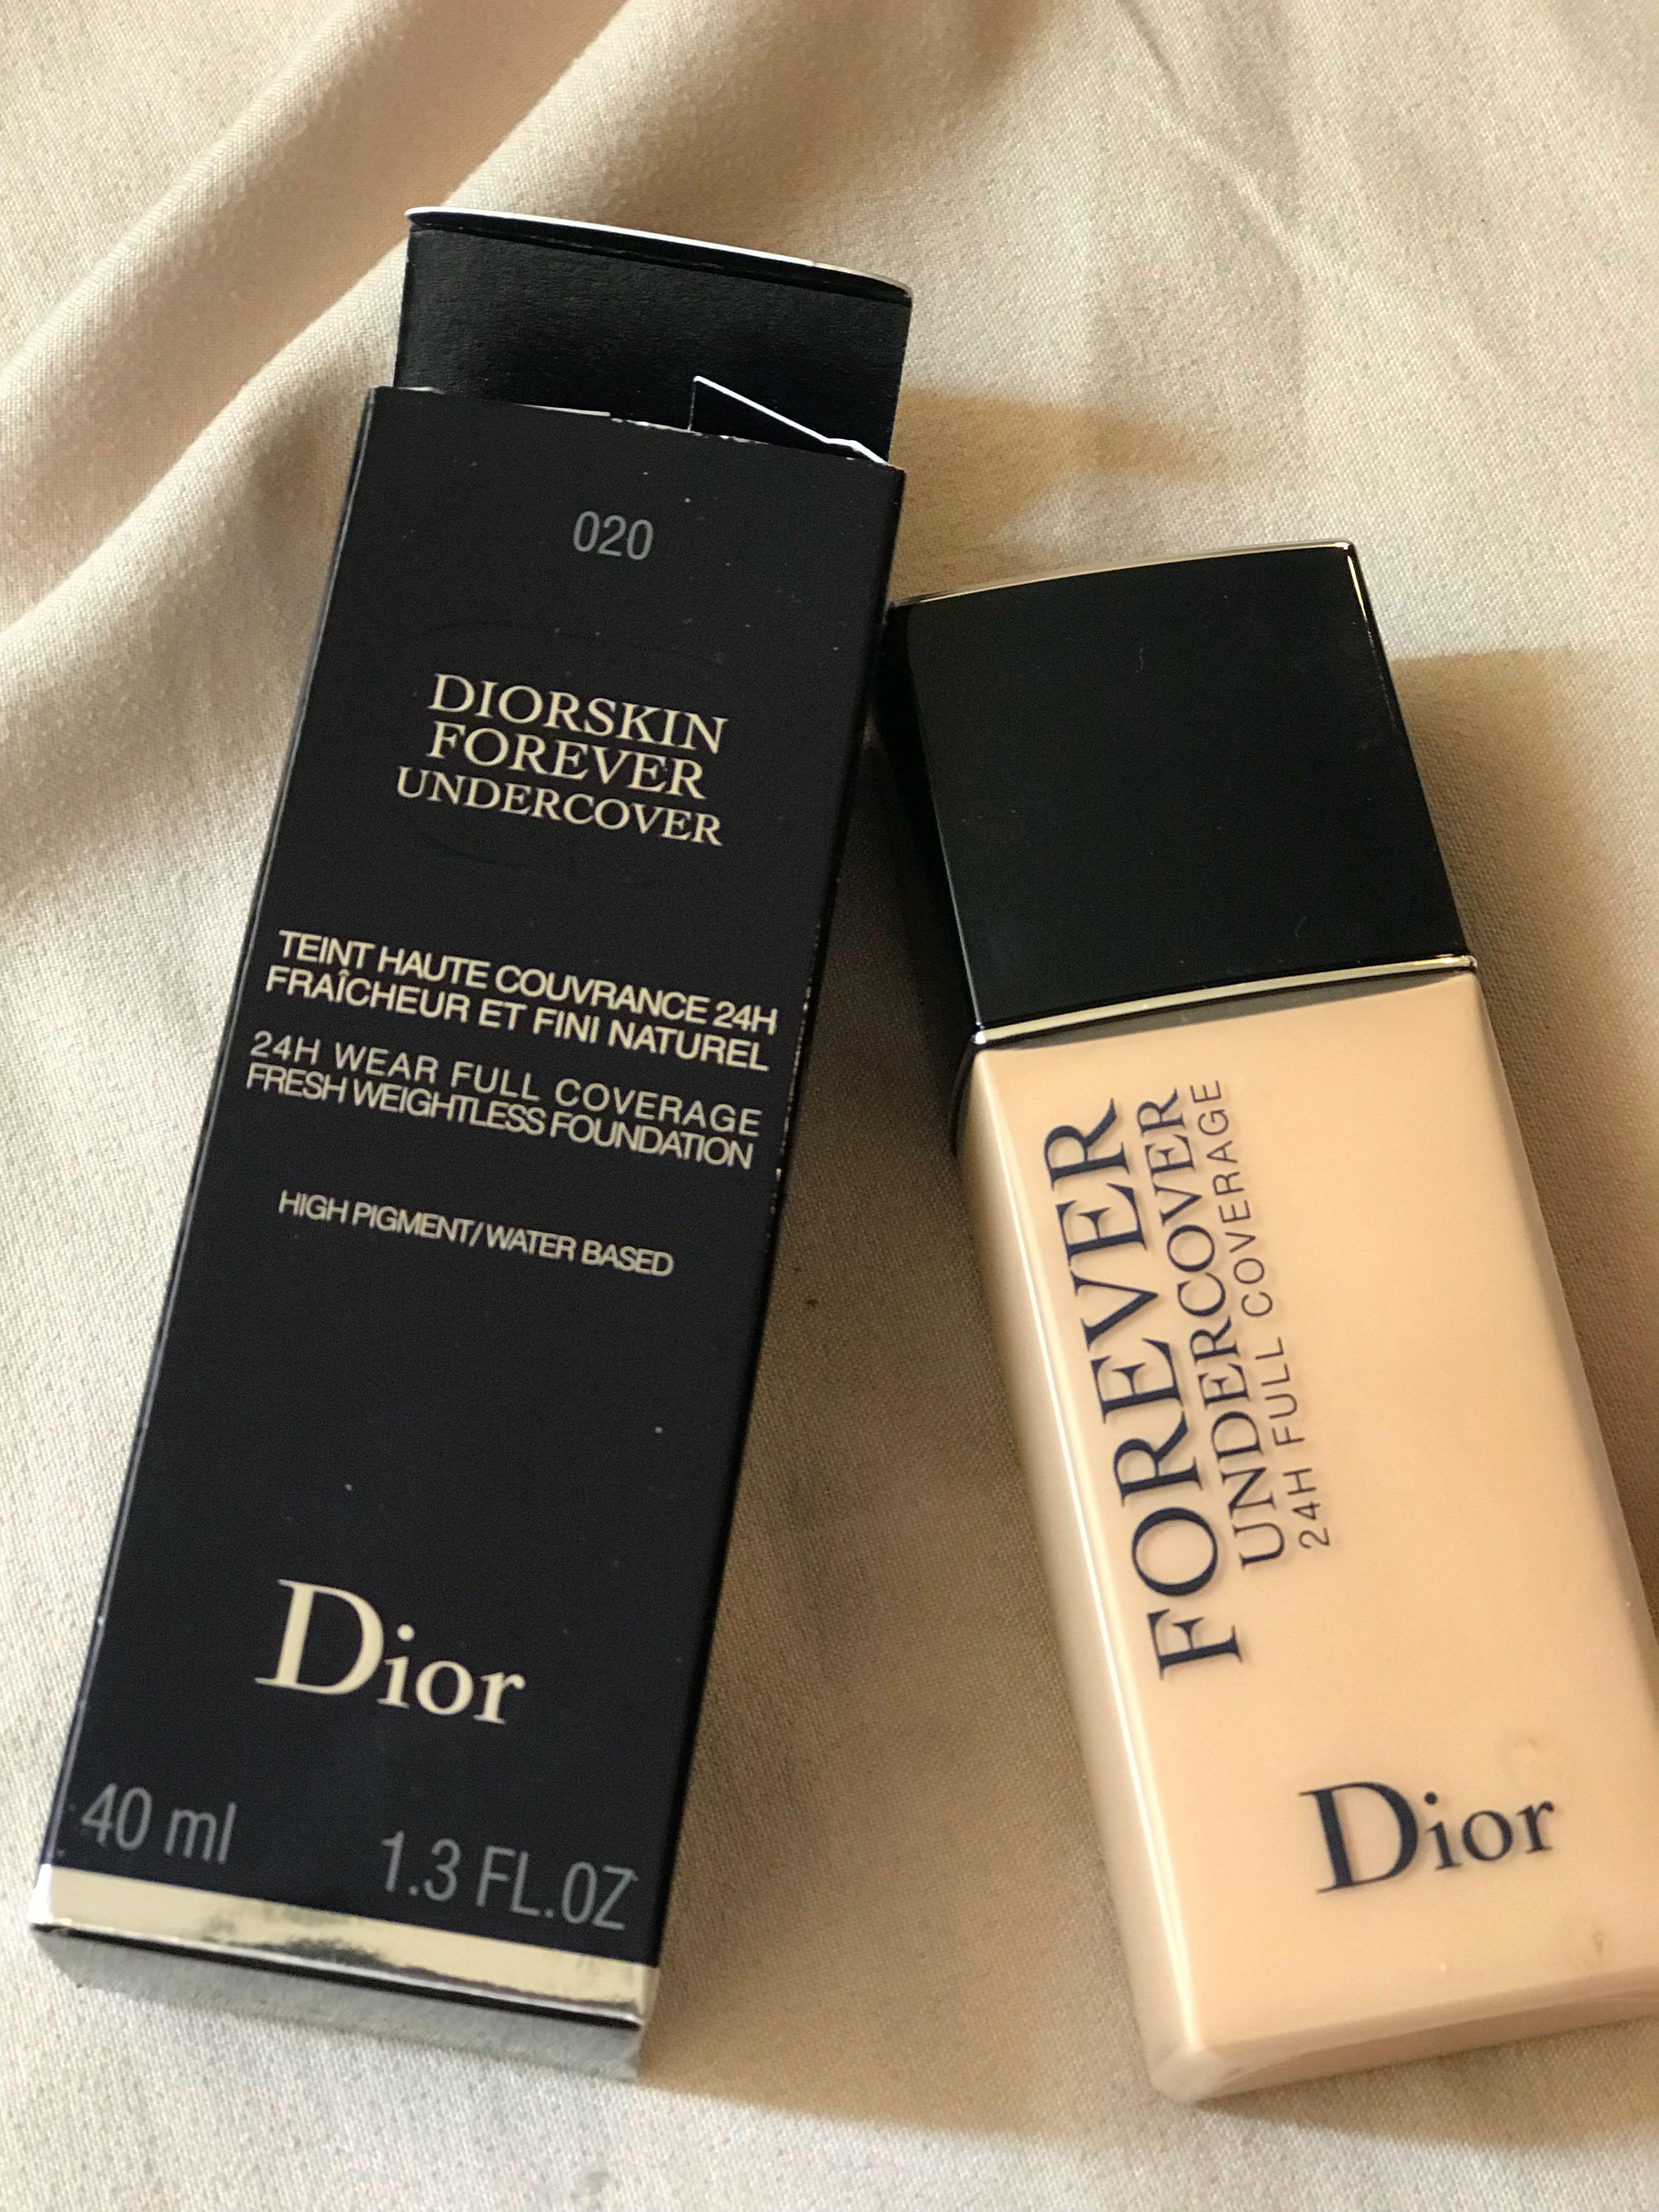 020
DIORSKIN
FOREVER
UNDERCOVER
TEINT HAUTE COUVRANCE 24H
FRAÎCHEUR ET FINI NATUREL
24H WEAR FULL COVERAGE
FRESH WEIGHTLESS FOUNDATION
HIGH PIGMENT/WATER BASED
Dior
40 ml 1.3 FL.OZ
FOREVER
UNDERCOVER
24H FULL COVERAGE
Dior